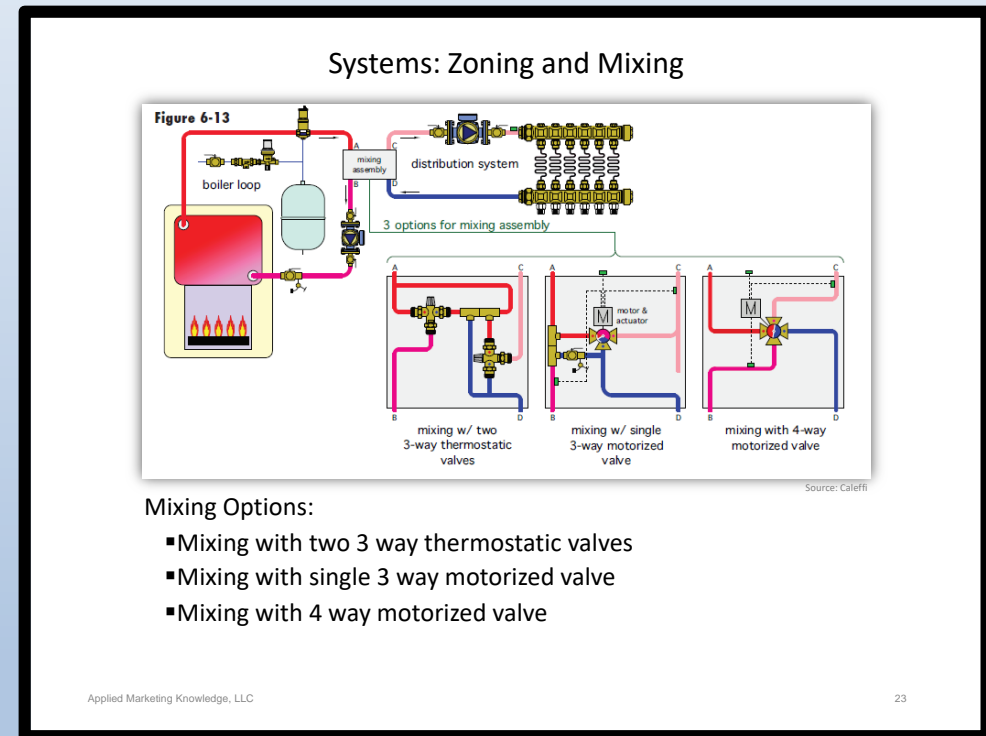 Systems: Zoning and Mixing
Figure 6-13
A
C
mixing
assembly
distribution system
boiler loop
B
D
3 options for mixing assembly
A
C
A
C
A
C
M
motor &
actuator
M
B
D
B
D
B
D
mixing w/ two
3-way thermostatic
valves
mixing w/ single
3-way motorized
valve
mixing with 4-way
motorized valve
Source: Caleffi
Mixing Options:
▪Mixing with two 3 way thermostatic valves
▪Mixing with single 3 way motorized valve
▪Mixing with 4 way motorized valve
Applied Marketing Knowledge, LLC
23